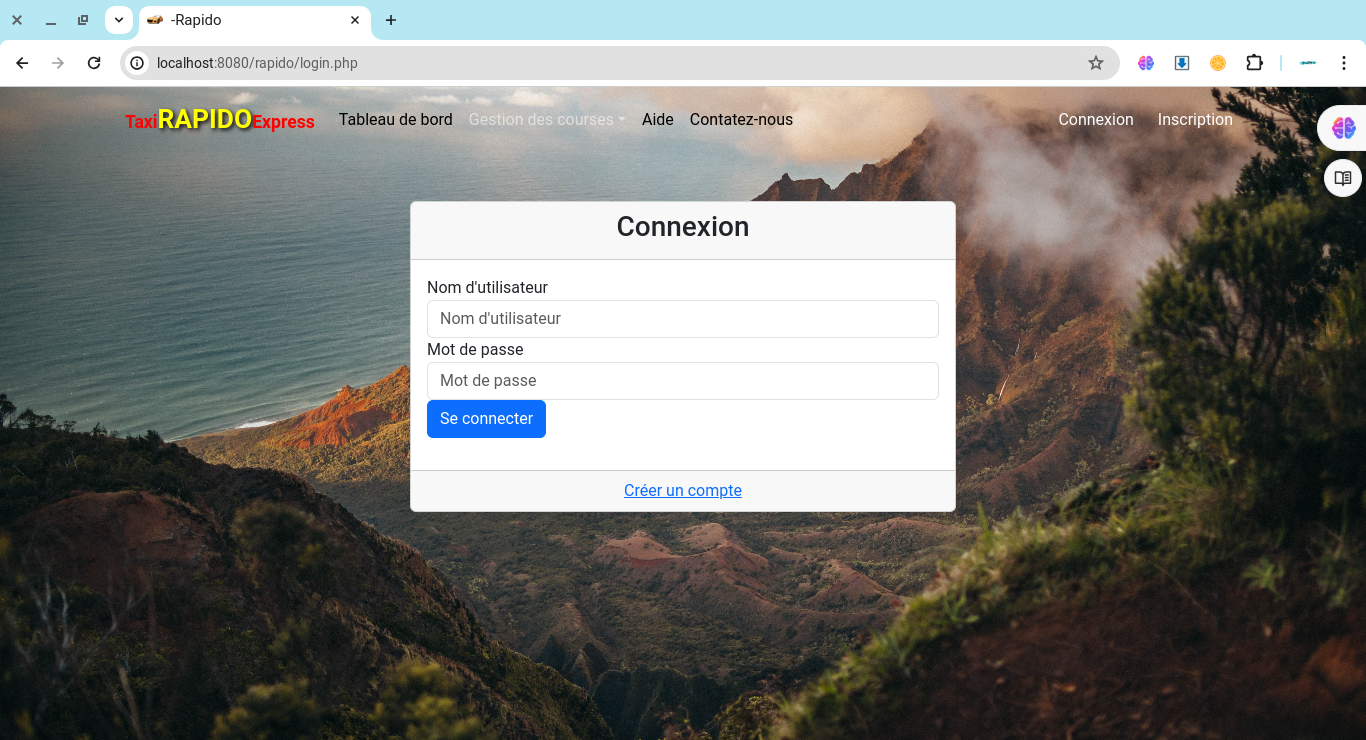 -Rapido
localhost:8080/rapido/login.php
TaxiRAPIDOExpress Tableau de bord Gestion des courses Aide Contatez-nous Connexion Inscription
Connexion
Nom d'utilisateur
Nom d'utilisateur
Mot de passe
Mot de passe
Se connecter
Créer un compte